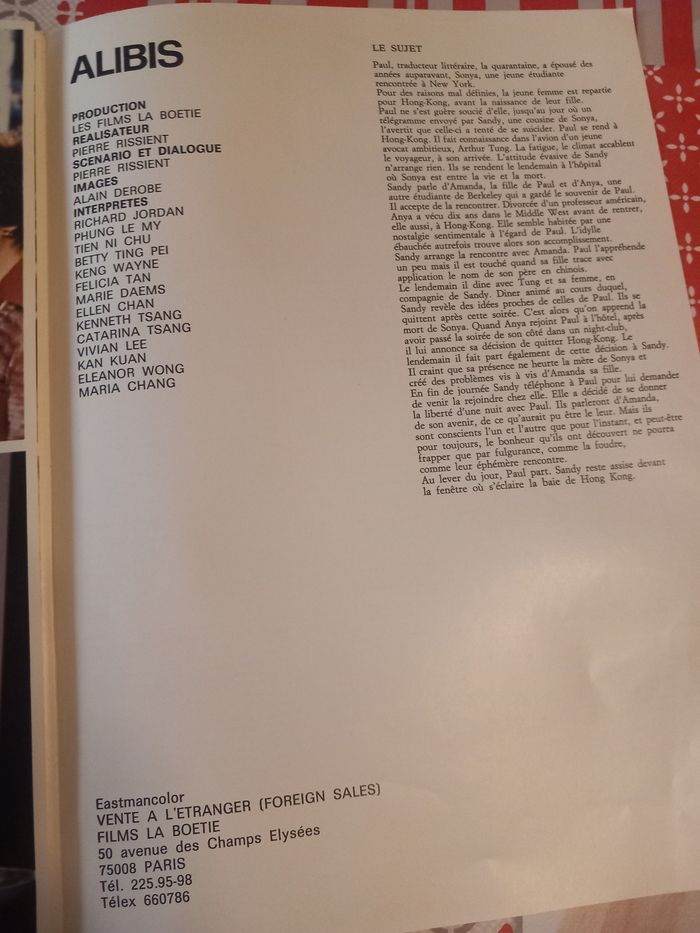 ALIBIS
PRODUCTION
LES FILMS LA BOETIE
REALISATEUR
PIERRE RISSIENT
SCENARIO ET DIALOGUE
PIERRE RISSIENT
IMAGES
ALAIN DEROBE
INTERPRETES
RICHARD JORDAN
PHUNG LE MY
TIEN NI CHU
BETTY TING PEI
KENG WAYNE
FELICIA TAN
MARIE DAEMS
ELLEN CHAN
KENNETH TSANG
CATARINA TSANG
VIVIAN LEE
KAN KUAN
ELEANOR WONG
MARIA CHANG
LE SUJET
Paul, traducteur littéraire, la quarantaine, a épousé des
années auparavant, Sonya, une jeune étudiante
rencontrée à New York.
Pour des raisons mal définies, la jeune femme est repartie
pour Hong-Kong, avant la naissance de leur fille.
Paul ne s'est guère soucié d'elle, jusqu'au jour où un
télégramme envoyé par Sandy, une cousine de Sonya,
l'avertit que celle-ci a tenté de se suicider. Paul se rend à
Hong-Kong. Il fait connaissance dans l'avion d'un jeune
avocat ambitieux, Arthur Tung. La fatigue, le climat accablent
le voyageur, à son arrivée. L'attitude évasive de Sandy
n'arrange rien. Ils se rendent le lendemain à l'hôpital
où Sonya est entre la vie et la mort.
Sandy parle d'Amanda, la fille de Paul et d'Anya, une
autre étudiante de Berkeley qui a gardé le souvenir de Paul.
Il accepte de la rencontrer. Divorcée d'un professeur américain,
Anya a vécu dix ans dans le Middle West avant de rentrer,
elle aussi, à Hong-Kong. Elle semble habitée par une
nostalgie sentimentale à l'égard de Paul. L'idylle
ébauchée autrefois trouve alors son accomplissement.
Sandy arrange la rencontre avec Amanda. Paul l'appréhende
un peu mais il est touché quand sa fille trace avec
application le nom de son père en chinois.
Le lendemain il dine avec Tung et sa femme, en
compagnie de Sandy. Diner animé au cours duquel,
Sandy revèle des idées proches de celles de Paul. Ils se
quittent après cette soirée. C'est alors qu'on apprend la
mort de Sonya. Quand Anya rejoint Paul à l'hôtel, après
avoir passé la soirée de son côté dans un night-club,
il lui annonce sa décision de quitter Hong-Kong. Le
lendemain il fait part également de cette décision à Sandy.
Il craint que sa présence ne heurte la mère de Sonya et
créé des problèmes vis à vis d'Amanda sa fille.
En fin de journée Sandy téléphone à Paul pour lui demander
de venir la rejoindre chez elle. Elle a décidé de se donner
la liberté d'une nuit avec Paul. Ils parleront d'Amanda,
de son avenir, de ce qu'aurait pu être le leur. Mais ils
sont conscients l'un et l'autre que pour l'instant, et peut-être
pour toujours, le bonheur qu'ils ont découvert ne pourra
frapper que par fulgurance, comme la foudre,
comme leur éphémère rencontre.
Au lever du jour, Paul part. Sandy reste assise devant
la fenêtre où s'éclaire la baie de Hong Kong.
Eastmancolor
VENTE A L'ETRANGER (FOREIGN SALES)
FILMS LA BOETIE
50 avenue des Champs Elysées
75008 PARIS
Tél. 225.95-98
Télex 660786